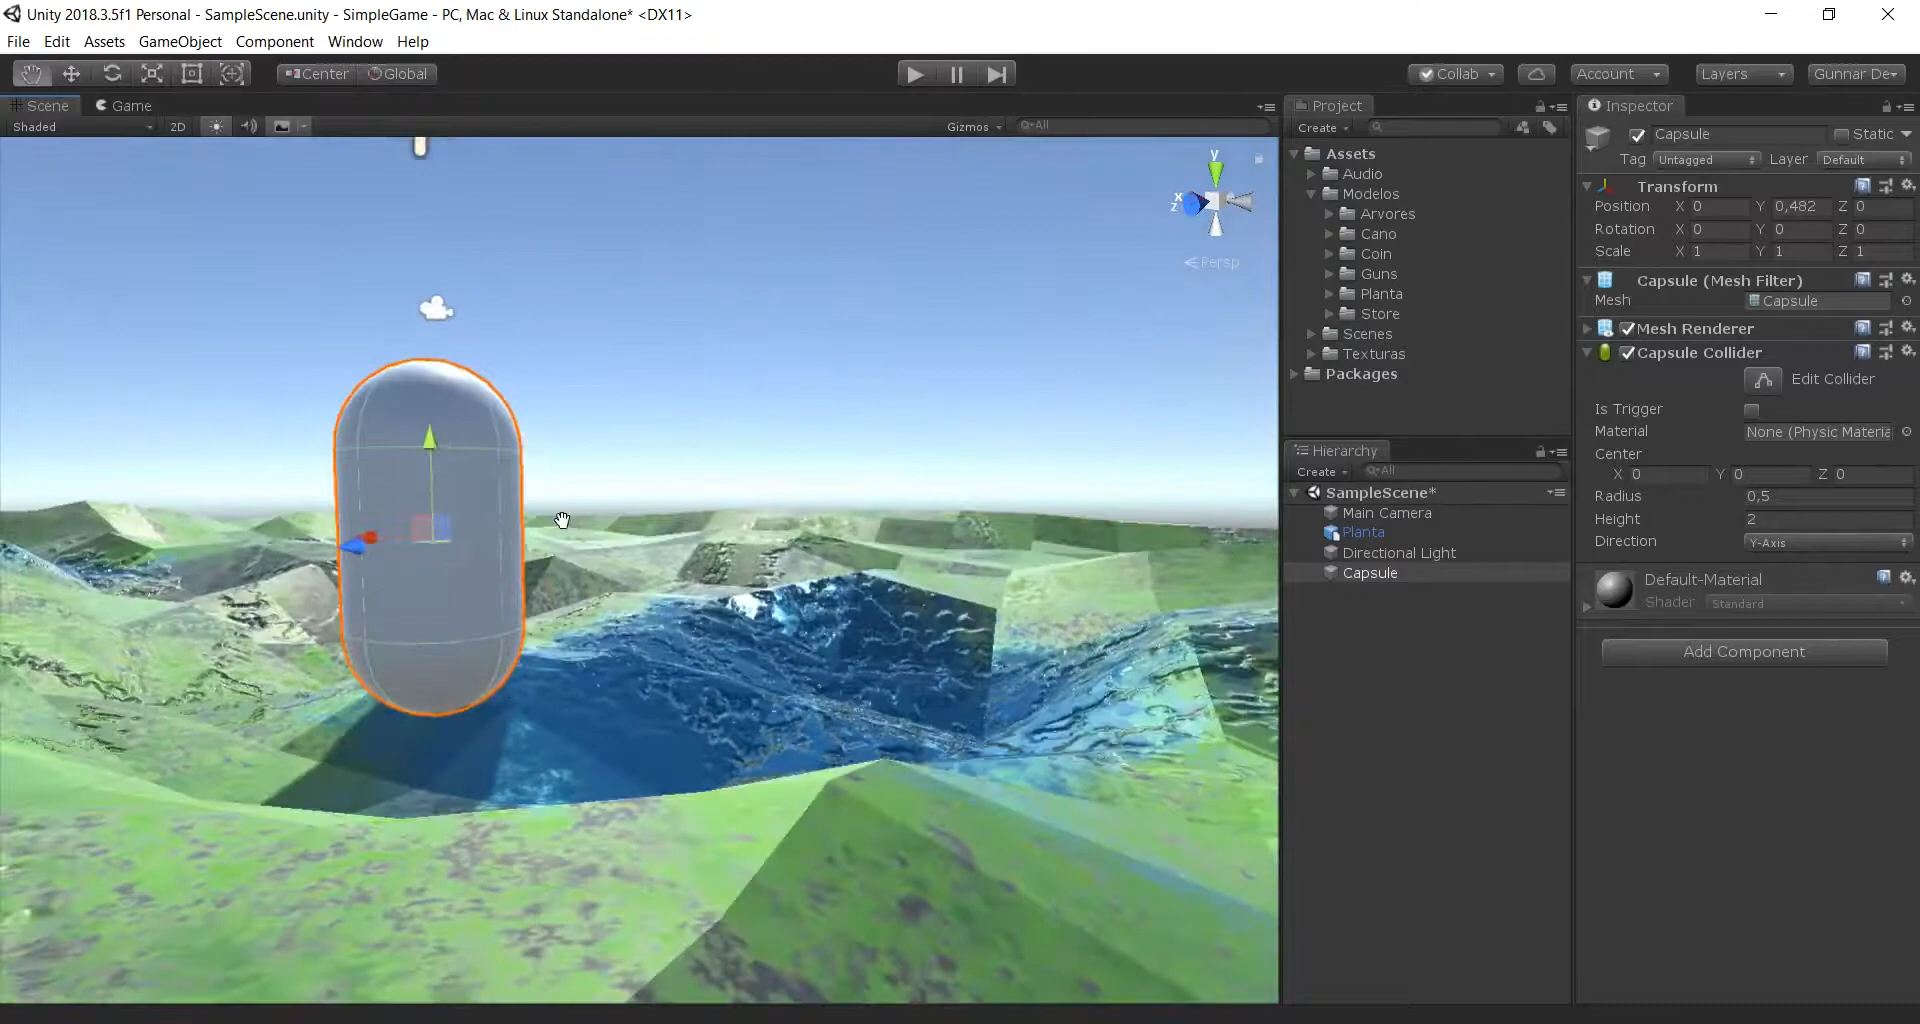 Unity 2018.3.5f1 Personal - SampleScene.unity - SimpleGame - PC, Mac & Linux Standalone* <DX11>
File Edit Assets GameObject Component Window Help
Center Global
Collab Account Layers Gunnar De
Scene Game
Shaded 2D Gizmos All
y
x
z
Persp
Project
Create
Assets
Audio
Modelos
Arvores
Cano
Coin
Guns
Planta
Store
Scenes
Texturas
Packages
Hierarchy
Create All
SampleScene*
Main Camera
Planta
Directional Light
Capsule
Inspector
Capsule Static
Tag Untagged Layer Default
Transform
Position X 0 Y 0,482 Z 0
Rotation X 0 Y 0 Z 0
Scale X 1 Y 1 Z 1
Capsule (Mesh Filter)
Mesh Capsule
Mesh Renderer
Capsule Collider
Edit Collider
Is Trigger
Material None (Physic Materia
Center
X 0 Y 0 Z 0
Radius 0,5
Height 2
Direction Y-Axis
Default-Material
Shader Standard
Add Component